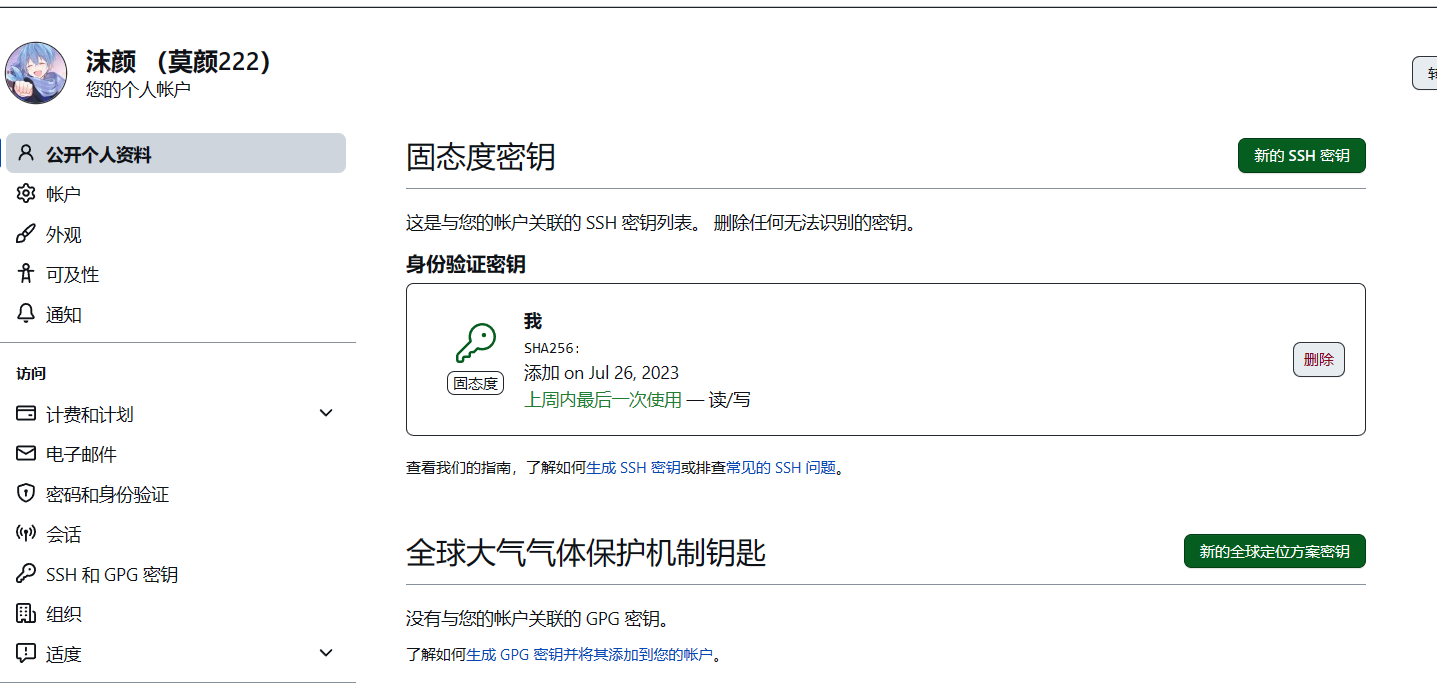 沫颜 （莫颜222）
您的个人帐户
转
公开个人资料
帐户
外观
可及性
通知
访问
计费和计划
电子邮件
密码和身份验证
会话
SSH 和 GPG 密钥
组织
适度
固态度密钥
新的 SSH 密钥
这是与您的帐户关联的 SSH 密钥列表。 删除任何无法识别的密钥。
身份验证密钥
我
SHA256:
固态度
添加 on Jul 26, 2023
上周内最后一次使用 — 读/写
删除
查看我们的指南，了解如何生成 SSH 密钥或排查常见的 SSH 问题。
全球大气气体保护机制钥匙
新的全球定位方案密钥
没有与您的帐户关联的 GPG 密钥。
了解如何生成 GPG 密钥并将其添加到您的帐户。